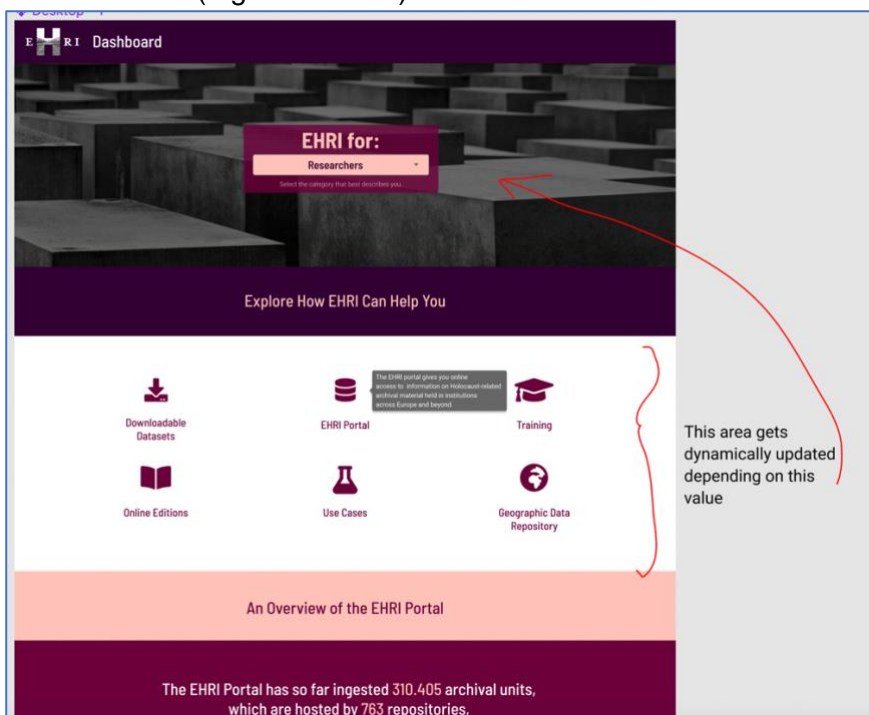 Desktop - 1
E H RI Dashboard
EHRI for:
Researchers
Select the category that best describes you...
Explore How EHRI Can Help You
The EHRI portal gives you online
access to information on Holocaust-related
archival material held in institutions
across Europe and beyond
Downloadable
Datasets
EHRI Portal
Training
Online Editions
Use Cases
Geographic Data
Repository
This area gets
dynamically updated
depending on this
value
An Overview of the EHRI Portal
The EHRI Portal has so far ingested 310.405 archival units,
which are hosted by 763 repositories,